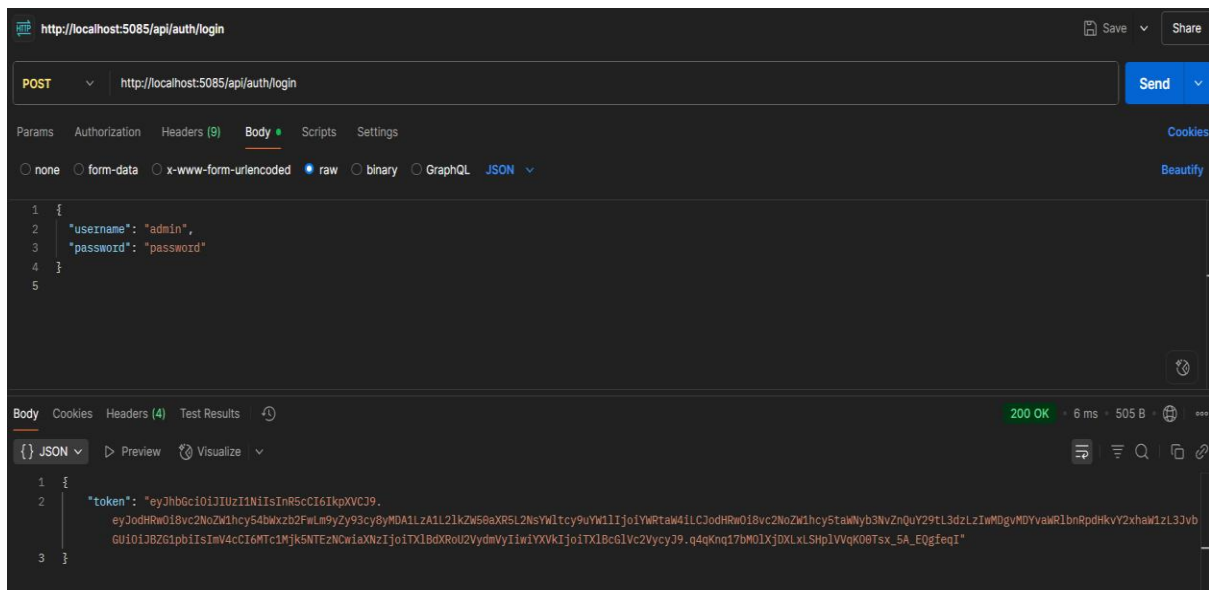 HTTP http://localhost:5085/api/auth/login Save Share
POST http://localhost:5085/api/auth/login Send
Params Authorization Headers (9) Body Scripts Settings Cookies
none form-data x-www-form-urlencoded raw binary GraphQL JSON Beautify
1 {
2 "username": "admin",
3 "password": "password"
4 }
5
Body Cookies Headers (4) Test Results 200 OK 6 ms 505 B
{} JSON Preview Visualize
1 {
2 "token": "eyJhbGciOiJIUzI1NiIsInR5cCI6IkpXVCJ9.
eyJodHRwOi8vc2NoZW1hcy54bWxzb2FwLm9yZy93cy8yMDA1LzA1L2lkZW50aXR5L2NsYWltcy9uYW1lIjoiYWRtaW4iLCJodHRwOi8vc2NoZW1hcy5taWNyb3NvZnQuY29tL3dzLzIwMDgvMDYvaWRlbnRpdHkvY2xhaW1zL3Jvb
GUiOiJBZG1pbiIsImV4cCI6MTc1Mjk5NTEzNCwiaXNzIjoiTXlBdXRoU2VydmVyIiwiYXVkIjoiTXlBcGlVc2VycyJ9.q4qKnq17bMOlXjDXLxLSHplVVqKO0Tsx_5A_EQgfeqI"
3 }